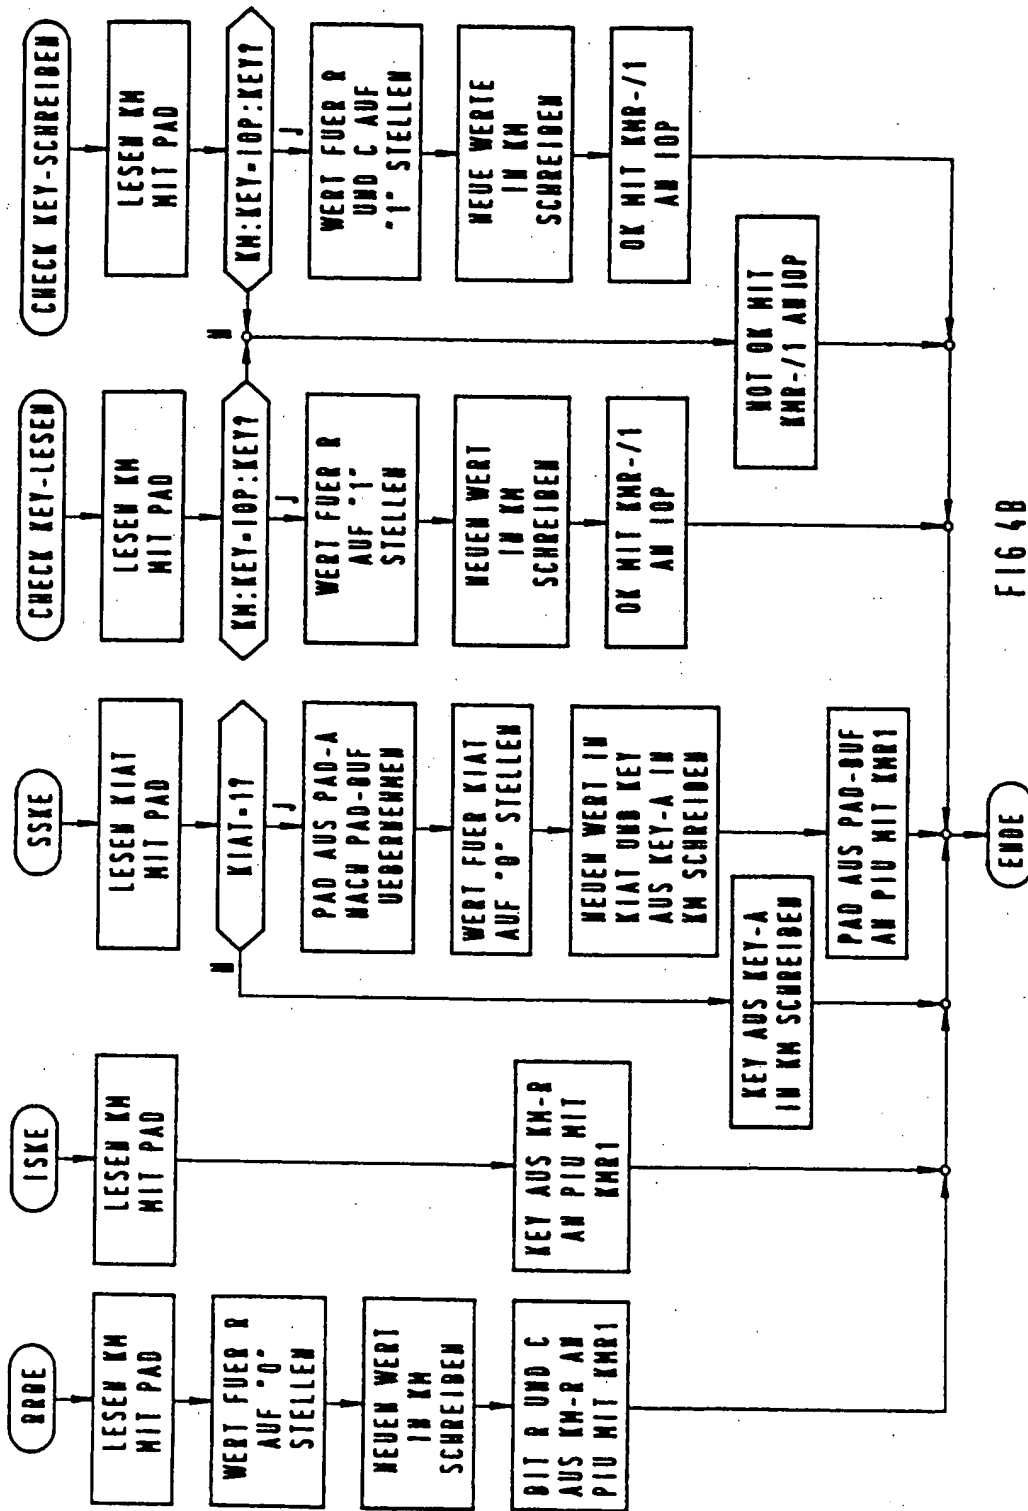 RRBE
LESEN KM
MIT PAD
WERT FUER R
AUF "0"
STELLEN
NEUEN WERT
IN KM
SCHREIBEN
BIT R UND C
AUS KM-R AN
PIU MIT KMR1
ISKE
LESEN KM
MIT PAD
KEY AUS KM-R
AN PIU MIT
KMR1
SSKE
LESEN KIAT
MIT PAD
KIAT=1?
N
J
PAD AUS PAD-A
NACH PAD-BUF
UEBERNEHMEN
WERT FUER KIAT
AUF "0" STELLEN
NEUEN WERT IN
KIAT UND KEY
AUS KEY-A IN
KM SCHREIBEN
KEY AUS KEY-A
IN KM SCHREIBEN
PAD AUS PAD-BUF
AN PIU MIT KMR1
CHECK KEY-LESEN
LESEN KM
MIT PAD
KM:KEY=IOP:KEY?
N
J
WERT FUER R
AUF "1"
STELLEN
NEUEN WERT
IN KM
SCHREIBEN
OK MIT KMR-/1
AN IOP
NOT OK MIT
KMR-/1 AN IOP
CHECK KEY-SCHREIBEN
LESEN KM
MIT PAD
KM:KEY=IOP:KEY?
J
WERT FUER R
UND C AUF
"1" STELLEN
NEUE WERTE
IN KM
SCHREIBEN
OK MIT KMR-/1
AN IOP
ENDE
FIG 4B